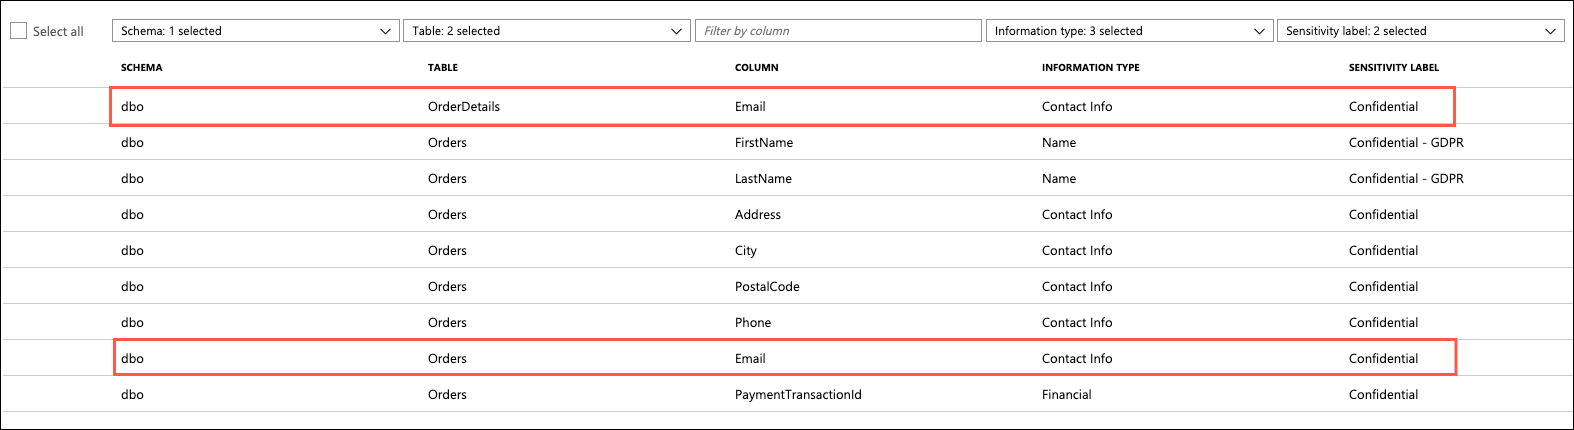 Select all Schema: 1 selected Table: 2 selected Filter by column Information type: 3 selected Sensitivity label: 2 selected
SCHEMA TABLE COLUMN INFORMATION TYPE SENSITIVITY LABEL
dbo OrderDetails Email Contact Info Confidential
dbo Orders FirstName Name Confidential - GDPR
dbo Orders LastName Name Confidential - GDPR
dbo Orders Address Contact Info Confidential
dbo Orders City Contact Info Confidential
dbo Orders PostalCode Contact Info Confidential
dbo Orders Phone Contact Info Confidential
dbo Orders Email Contact Info Confidential
dbo Orders PaymentTransactionId Financial Confidential